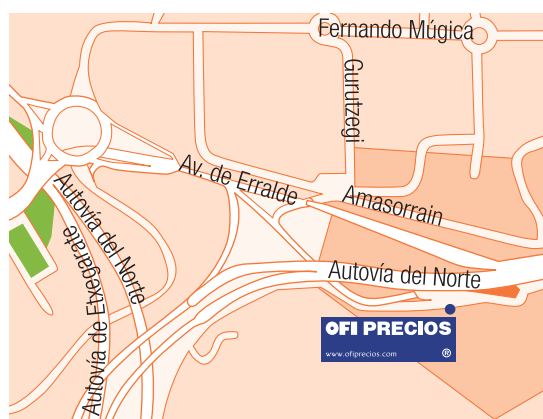 Fernando Múgica
Gurutzegi
Av. de Erralde
Amasorrain
Autovía del Norte
Autovía de Etxegarate
Autovía del Norte
OFI PRECIOS
www.ofiprecios.com ®